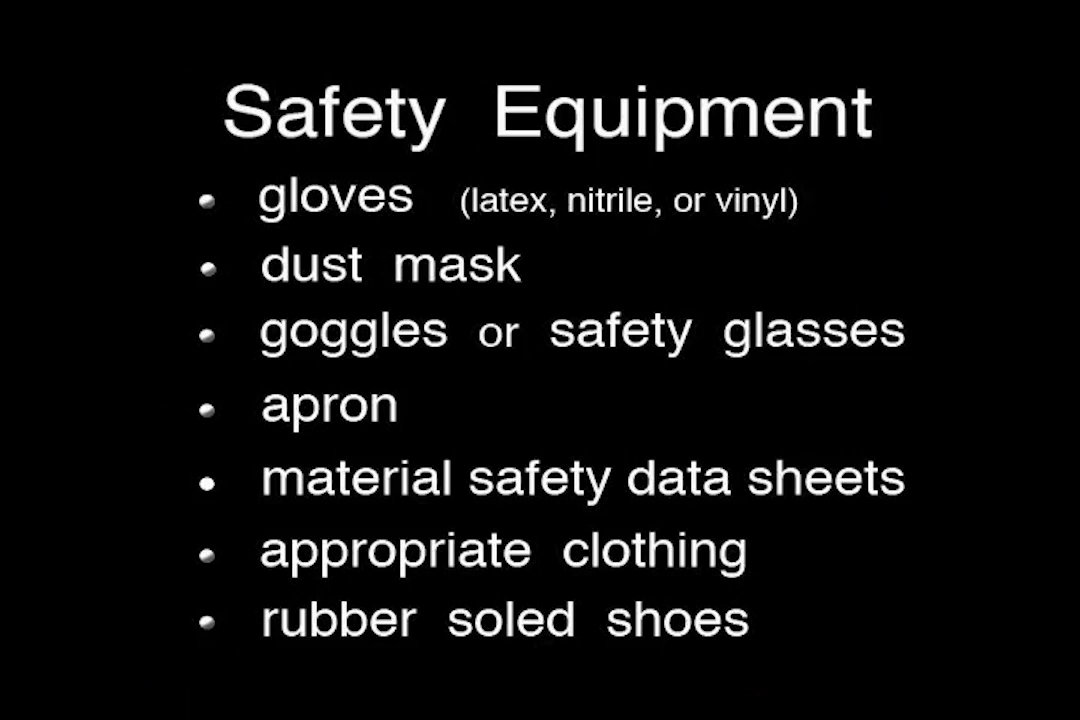 Safety Equipment
• gloves (latex, nitrile, or vinyl)
• dust mask
• goggles or safety glasses
• apron
• material safety data sheets
• appropriate clothing
• rubber soled shoes